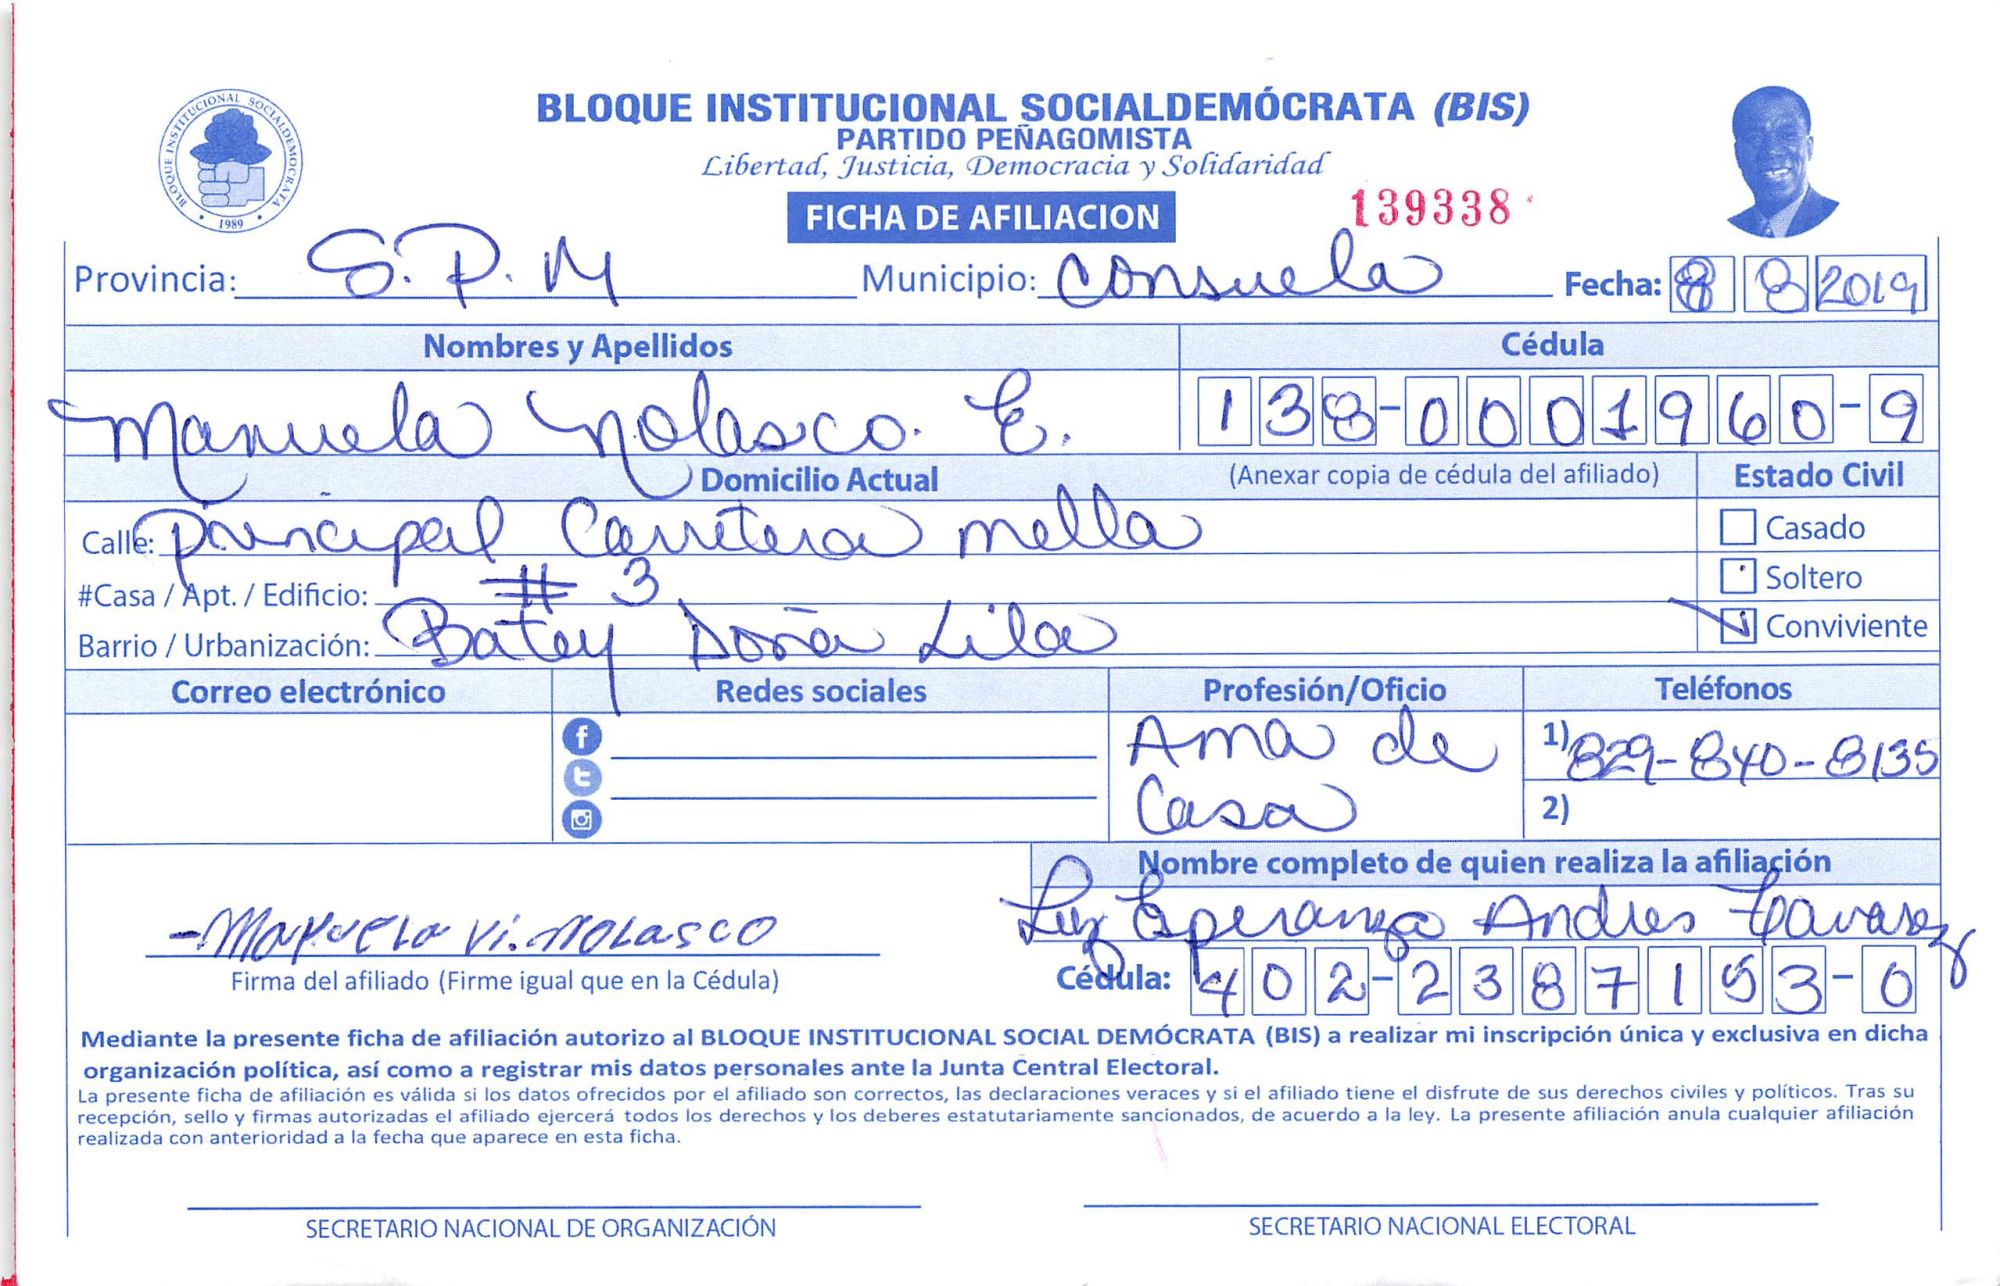 BLOQUE INSTITUCIONAL SOCIALDEMOCRATA
1989
BLOQUE INSTITUCIONAL SOCIALDEMÓCRATA (BIS)
PARTIDO PEÑAGOMISTA
Libertad, Justicia, Democracia y Solidaridad
FICHA DE AFILIACION
139338
Provincia: S.P.M Municipio: Consuela Fecha: 8 8 2019
Nombres y Apellidos Cédula
Manuela Nolasco. E. 138-0001960-9
Domicilio Actual (Anexar copia de cédula del afiliado) Estado Civil
Calle: principal Carretera mella Casado
#Casa / Apt. / Edificio: # 3 Soltero
Barrio / Urbanización: Batey Doña Lila Conviviente
Correo electrónico Redes sociales Profesión/Oficio Teléfonos
Ama de 1) 829-840-8135
Casa 2)
Nombre completo de quien realiza la afiliación
-Manuela Vi. Nolasco Luz Esperanza Andres Tavarez
Firma del afiliado (Firme igual que en la Cédula) Cédula: 402-2387153-0
Mediante la presente ficha de afiliación autorizo al BLOQUE INSTITUCIONAL SOCIAL DEMÓCRATA (BIS) a realizar mi inscripción única y exclusiva en dicha
organización política, así como a registrar mis datos personales ante la Junta Central Electoral.
La presente ficha de afiliación es válida si los datos ofrecidos por el afiliado son correctos, las declaraciones veraces y si el afiliado tiene el disfrute de sus derechos civiles y políticos. Tras su
recepción, sello y firmas autorizadas el afiliado ejercerá todos los derechos y los deberes estatutariamente sancionados, de acuerdo a la ley. La presente afiliación anula cualquier afiliación
realizada con anterioridad a la fecha que aparece en esta ficha.
SECRETARIO NACIONAL DE ORGANIZACIÓN SECRETARIO NACIONAL ELECTORAL